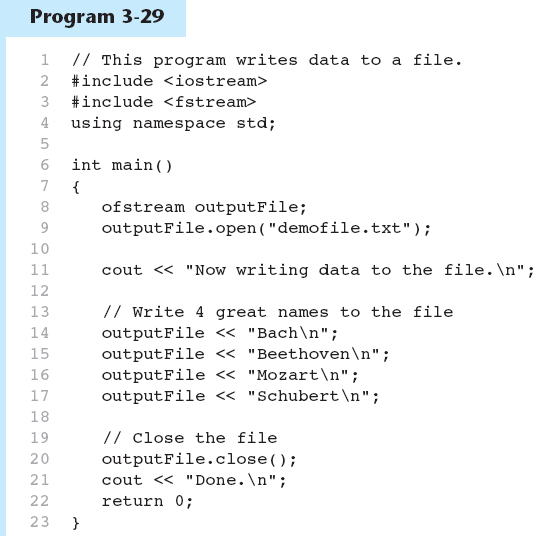 Program 3-29
1 // This program writes data to a file.
2 #include <iostream>
3 #include <fstream>
4 using namespace std;
5
6 int main()
7 {
8    ofstream outputFile;
9    outputFile.open("demofile.txt");
10
11    cout << "Now writing data to the file.\n";
12
13    // Write 4 great names to the file
14    outputFile << "Bach\n";
15    outputFile << "Beethoven\n";
16    outputFile << "Mozart\n";
17    outputFile << "Schubert\n";
18
19    // Close the file
20    outputFile.close();
21    cout << "Done.\n";
22    return 0;
23 }